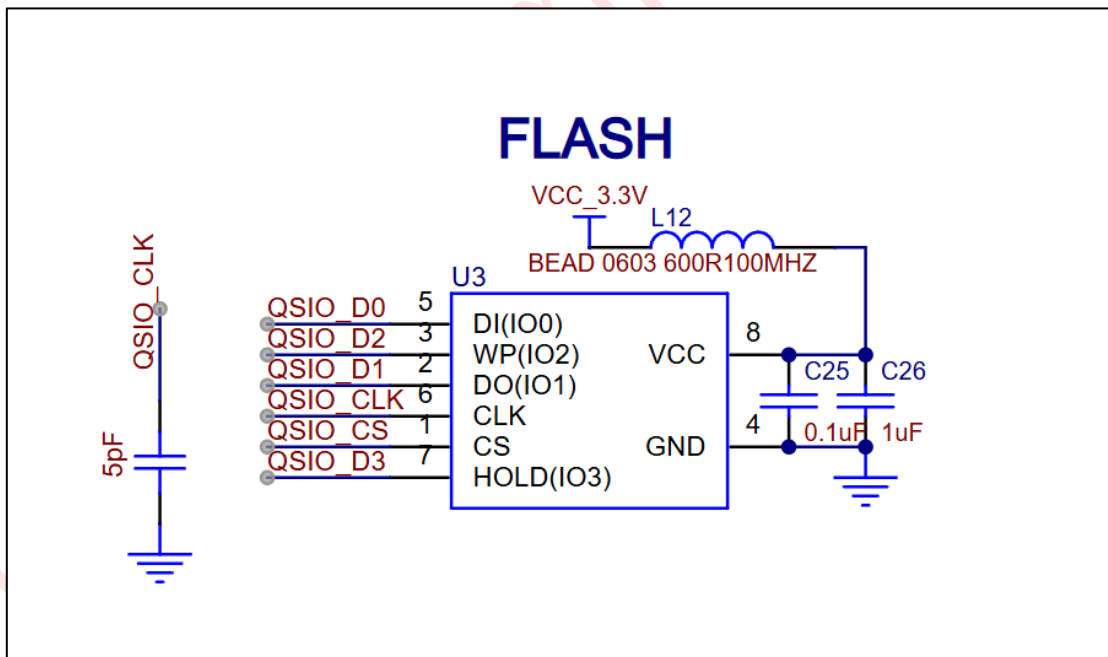 FLASH
VCC_3.3V
L12
BEAD 0603 600R100MHZ
U3
QSIO_CLK
5pF
QSIO_D0 5 DI(IO0)
QSIO_D2 3 WP(IO2)
QSIO_D1 2 DO(IO1)
QSIO_CLK 6 CLK
QSIO_CS 1 CS
QSIO_D3 7 HOLD(IO3)
VCC 8
GND 4
C25 C26
0.1uF 1uF